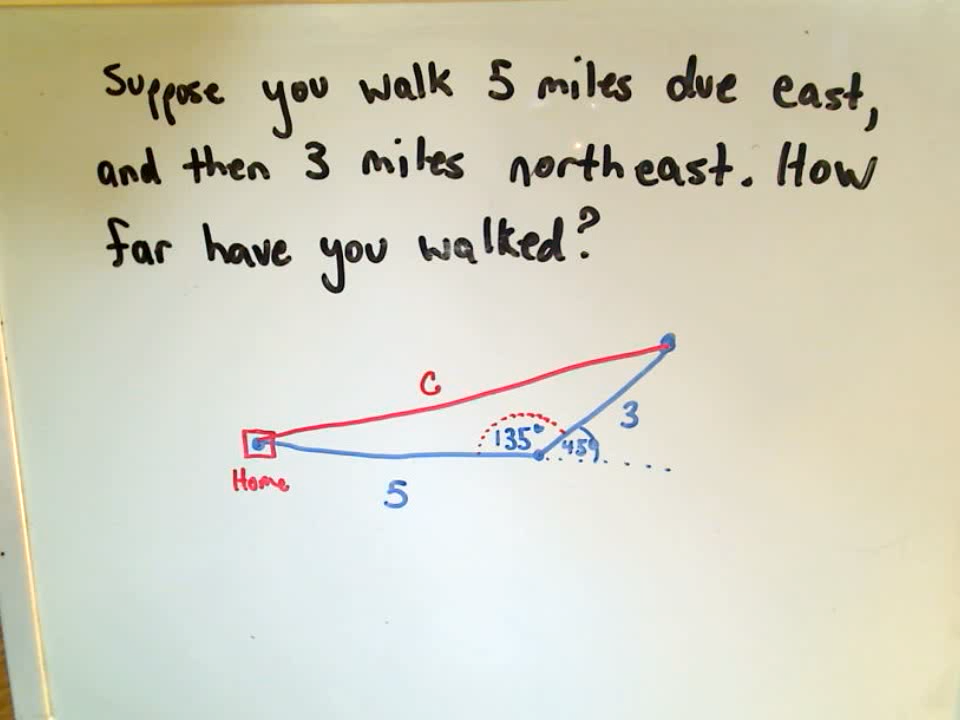 Suppose you walk 5 miles due east,
and then 3 miles northeast. How
far have you walked?
C
3
135° 45°
Home
5